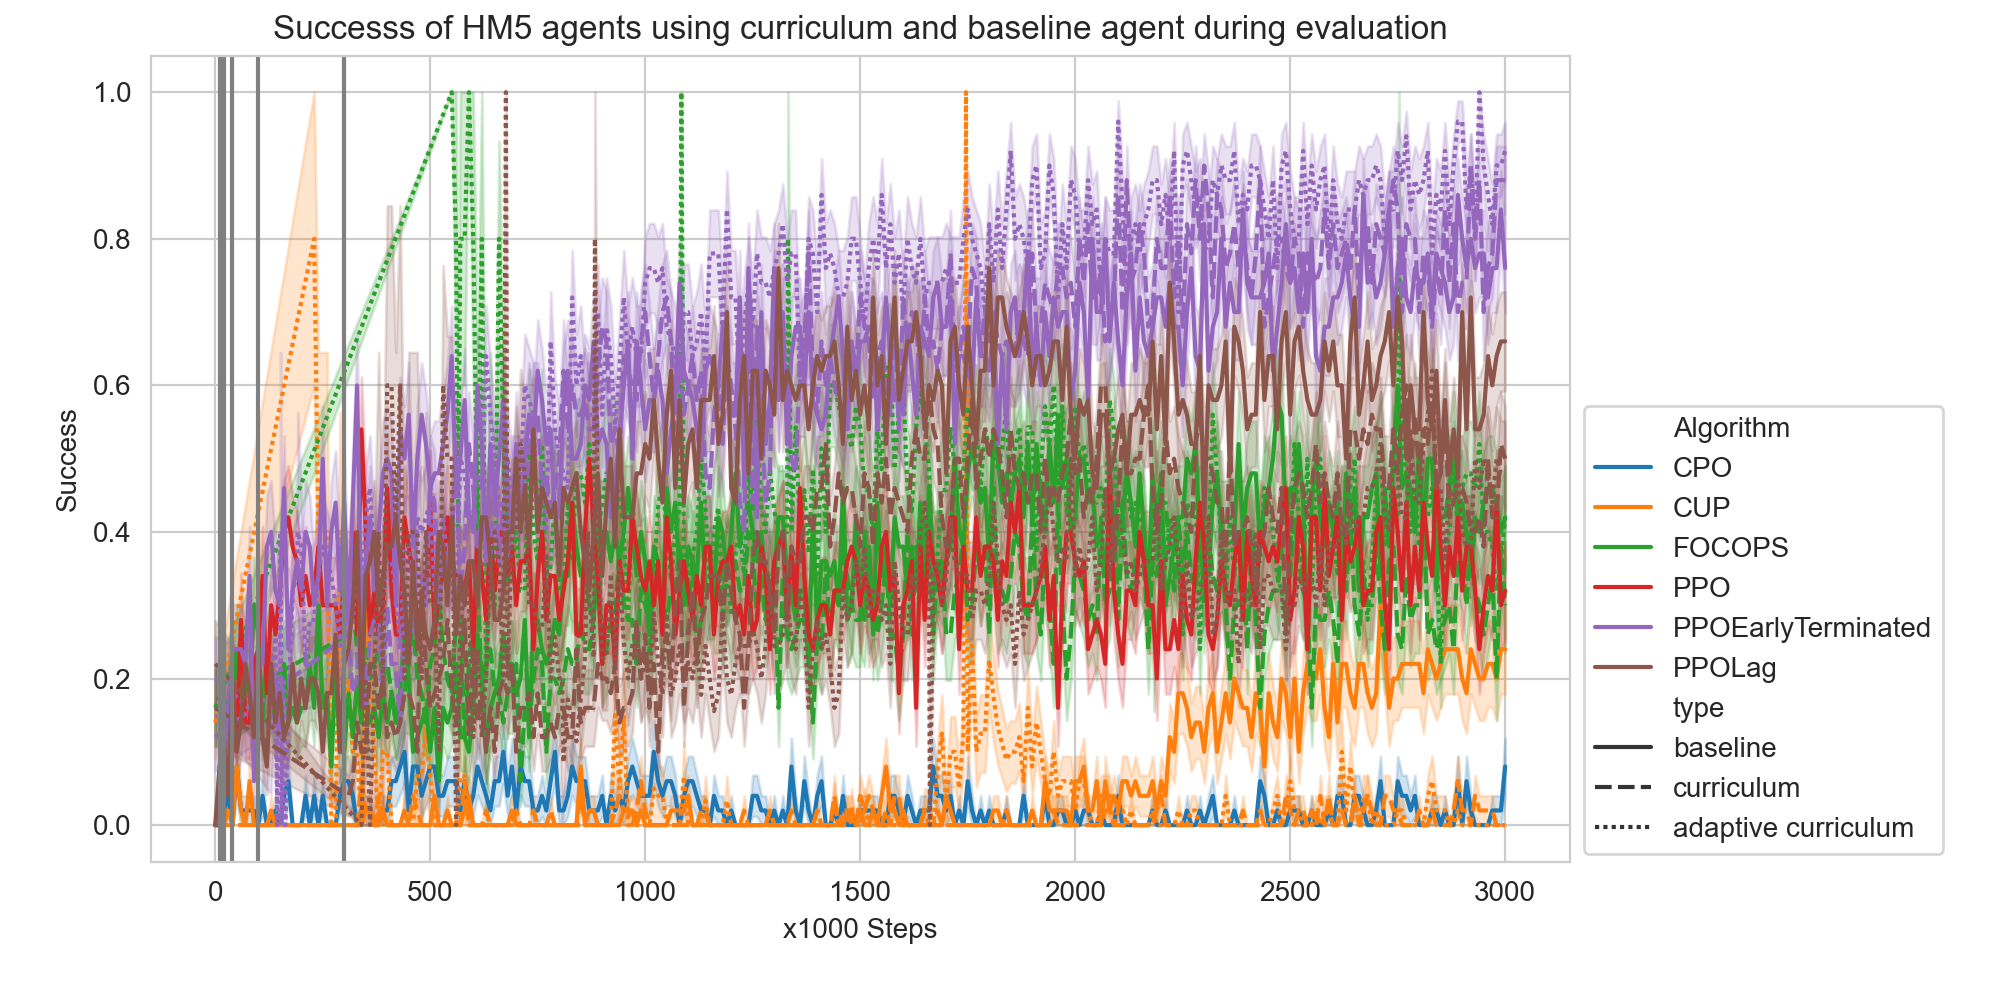 Successs of HM5 agents using curriculum and baseline agent during evaluation
1.0
0.8
0.6
0.4
0.2
0.0
Success
0 500 1000 1500 2000 2500 3000
x1000 Steps
Algorithm
CPO
CUP
FOCOPS
PPO
PPOEarlyTerminated
PPOLag
type
baseline
curriculum
adaptive curriculum